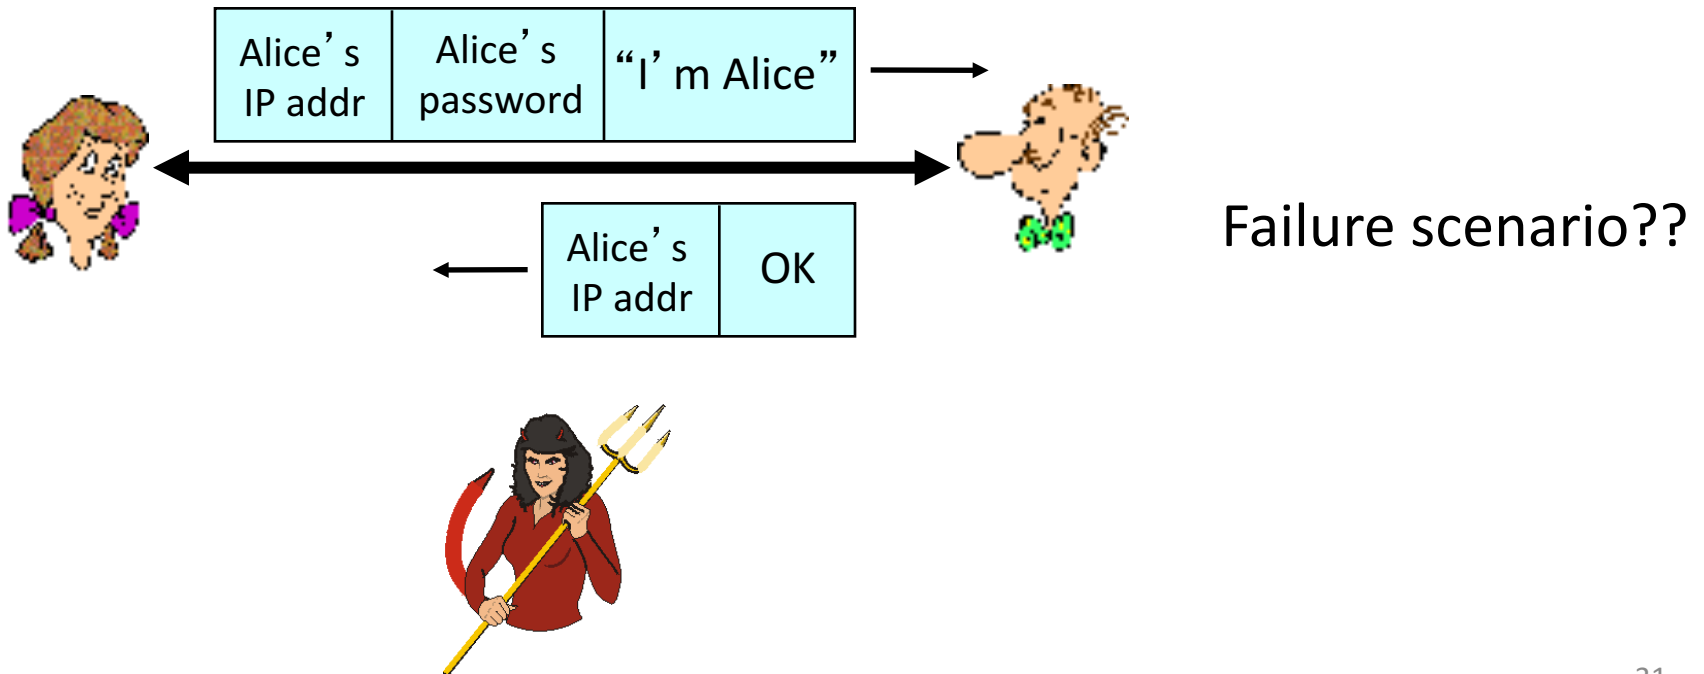 Alice’s
IP addr
Alice’s
password
“I’m Alice”
Alice’s
IP addr
OK
Failure scenario??